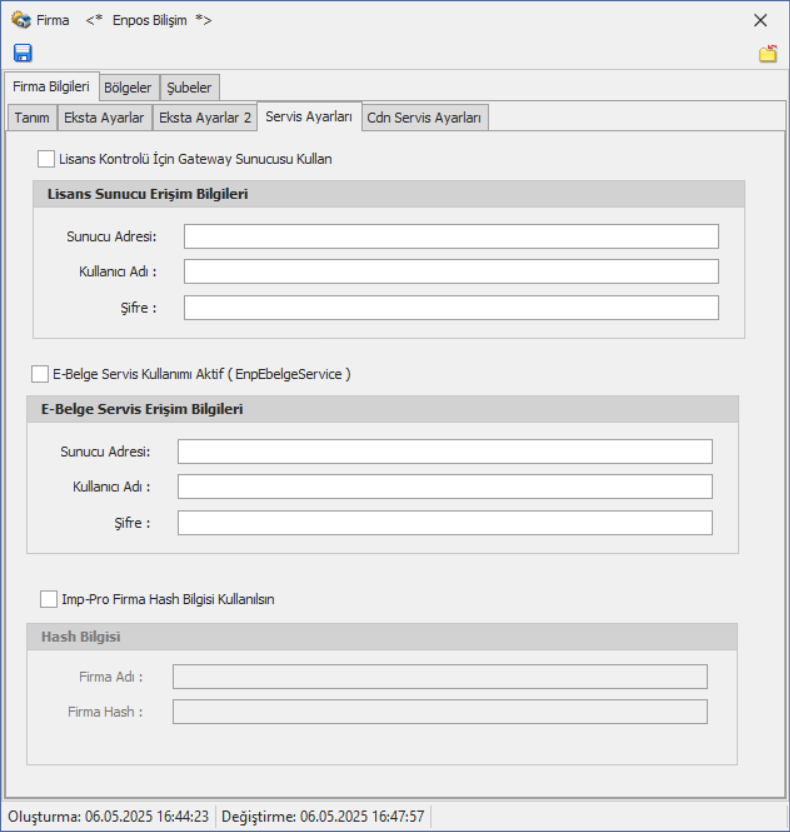 Firma <* Enpos Bilişim *>
Firma Bilgileri Bölgeler Şubeler
Tanım Eksta Ayarlar Eksta Ayarlar 2 Servis Ayarları Cdn Servis Ayarları
Lisans Kontrolü İçin Gateway Sunucusu Kullan
Lisans Sunucu Erişim Bilgileri
Sunucu Adresi:
Kullanıcı Adı :
Şifre :
E-Belge Servis Kullanımı Aktif ( EnpEbelgeService )
E-Belge Servis Erişim Bilgileri
Sunucu Adresi:
Kullanıcı Adı :
Şifre :
Imp-Pro Firma Hash Bilgisi Kullanılsın
Hash Bilgisi
Firma Adı :
Firma Hash :
Oluşturma: 06.05.2025 16:44:23 Değiştirme: 06.05.2025 16:47:57